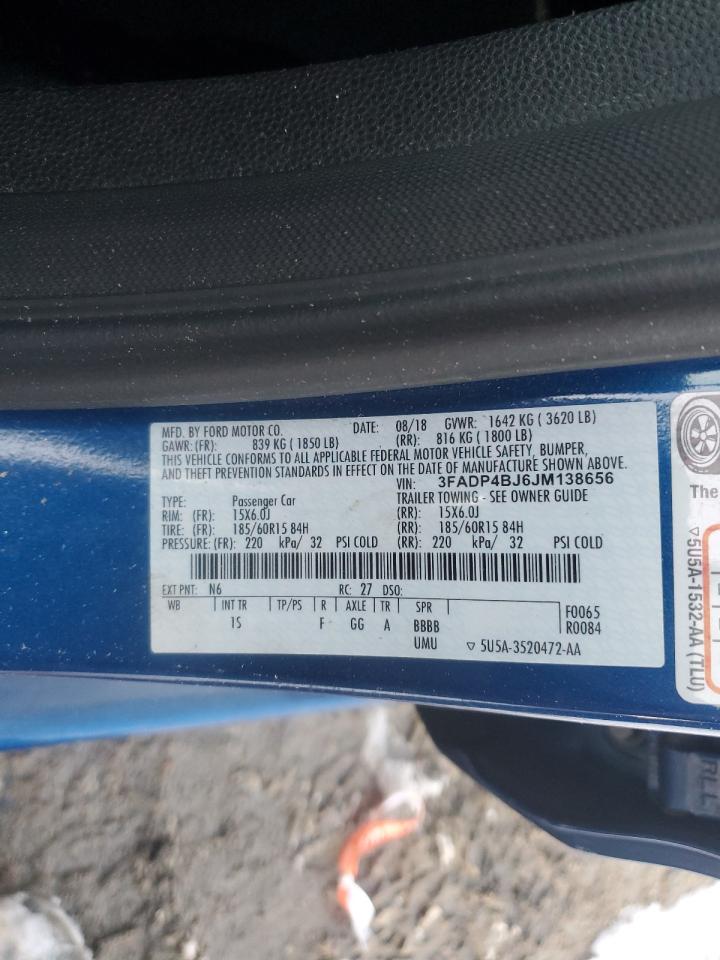 MFD. BY FORD MOTOR CO. DATE: 08/18 GVWR: 1642 KG ( 3620 LB)
GAWR: (FR): 839 KG ( 1850 LB) (RR): 816 KG ( 1800 LB)
THIS VEHICLE CONFORMS TO ALL APPLICABLE FEDERAL MOTOR VEHICLE SAFETY, BUMPER,
AND THEFT PREVENTION STANDARDS IN EFFECT ON THE DATE OF MANUFACTURE SHOWN ABOVE.
VIN: 3FADP4BJ6JM138656
TYPE: Passenger Car TRAILER TOWING - SEE OWNER GUIDE
RIM: (FR): 15X6.0J (RR): 15X6.0J
TIRE: (FR): 185/60R15 84H (RR): 185/60R15 84H
PRESSURE: (FR): 220 kPa/ 32 PSI COLD (RR): 220 kPa/ 32 PSI COLD
EXT PNT: N6 RC: 27 DSO:
WB INT TR TP/PS R AXLE TR SPR F0065
1S F GG A BBBB R0084
UMU ▽ 5U5A-3520472-AA
The
▽5U5A-1532-AA (TLU)